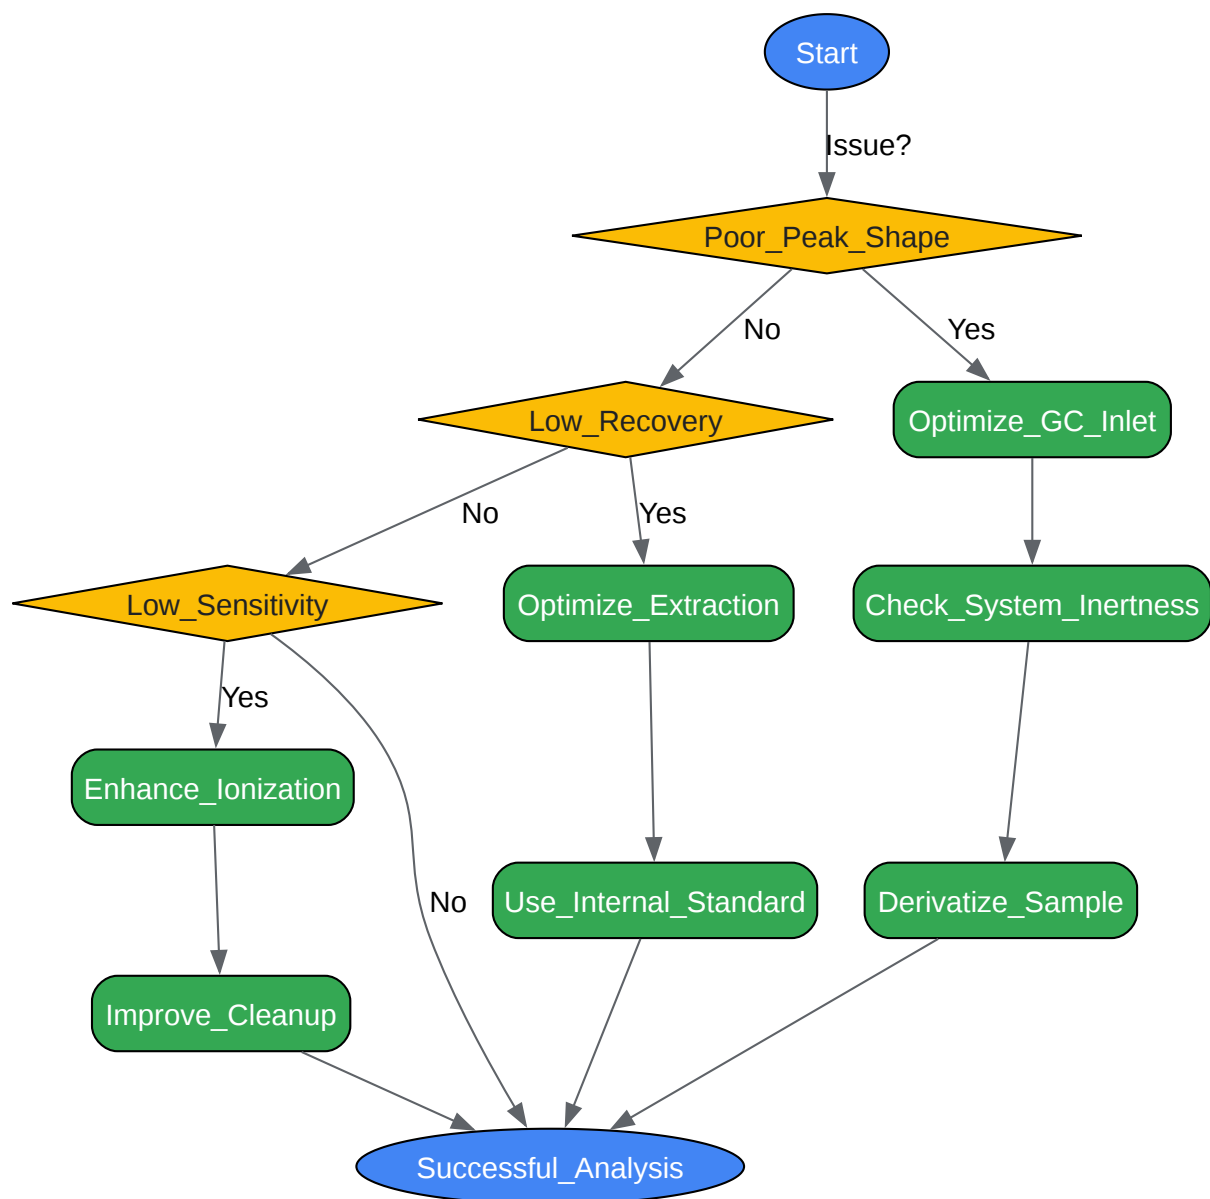 Start
Issue?
Poor_Peak_Shape
No
Yes
Low_Recovery
Optimize_GC_Inlet
No
Yes
Low_Sensitivity
Optimize_Extraction
Check_System_Inertness
Yes
Enhance_Ionization
No
Use_Internal_Standard
Derivatize_Sample
Improve_Cleanup
Successful_Analysis